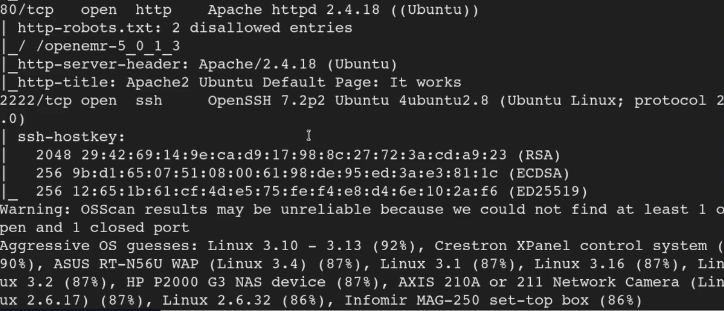 80/tcp   open  http    Apache httpd 2.4.18 ((Ubuntu))
| http-robots.txt: 2 disallowed entries
|_/ /openemr-5_0_1_3
|_http-server-header: Apache/2.4.18 (Ubuntu)
|_http-title: Apache2 Ubuntu Default Page: It works
2222/tcp open  ssh     OpenSSH 7.2p2 Ubuntu 4ubuntu2.8 (Ubuntu Linux; protocol 2
.0)
| ssh-hostkey:
|   2048 29:42:69:14:9e:ca:d9:17:98:8c:27:72:3a:cd:a9:23 (RSA)
|   256 9b:d1:65:07:51:08:00:61:98:de:95:ed:3a:e3:81:1c (ECDSA)
|_  256 12:65:1b:61:cf:4d:e5:75:fe:f4:e8:d4:6e:10:2a:f6 (ED25519)
Warning: OSScan results may be unreliable because we could not find at least 1 o
pen and 1 closed port
Aggressive OS guesses: Linux 3.10 - 3.13 (92%), Crestron XPanel control system (
90%), ASUS RT-N56U WAP (Linux 3.4) (87%), Linux 3.1 (87%), Linux 3.16 (87%), Lin
ux 3.2 (87%), HP P2000 G3 NAS device (87%), AXIS 210A or 211 Network Camera (Lin
ux 2.6.17) (87%), Linux 2.6.32 (86%), Infomir MAG-250 set-top box (86%)